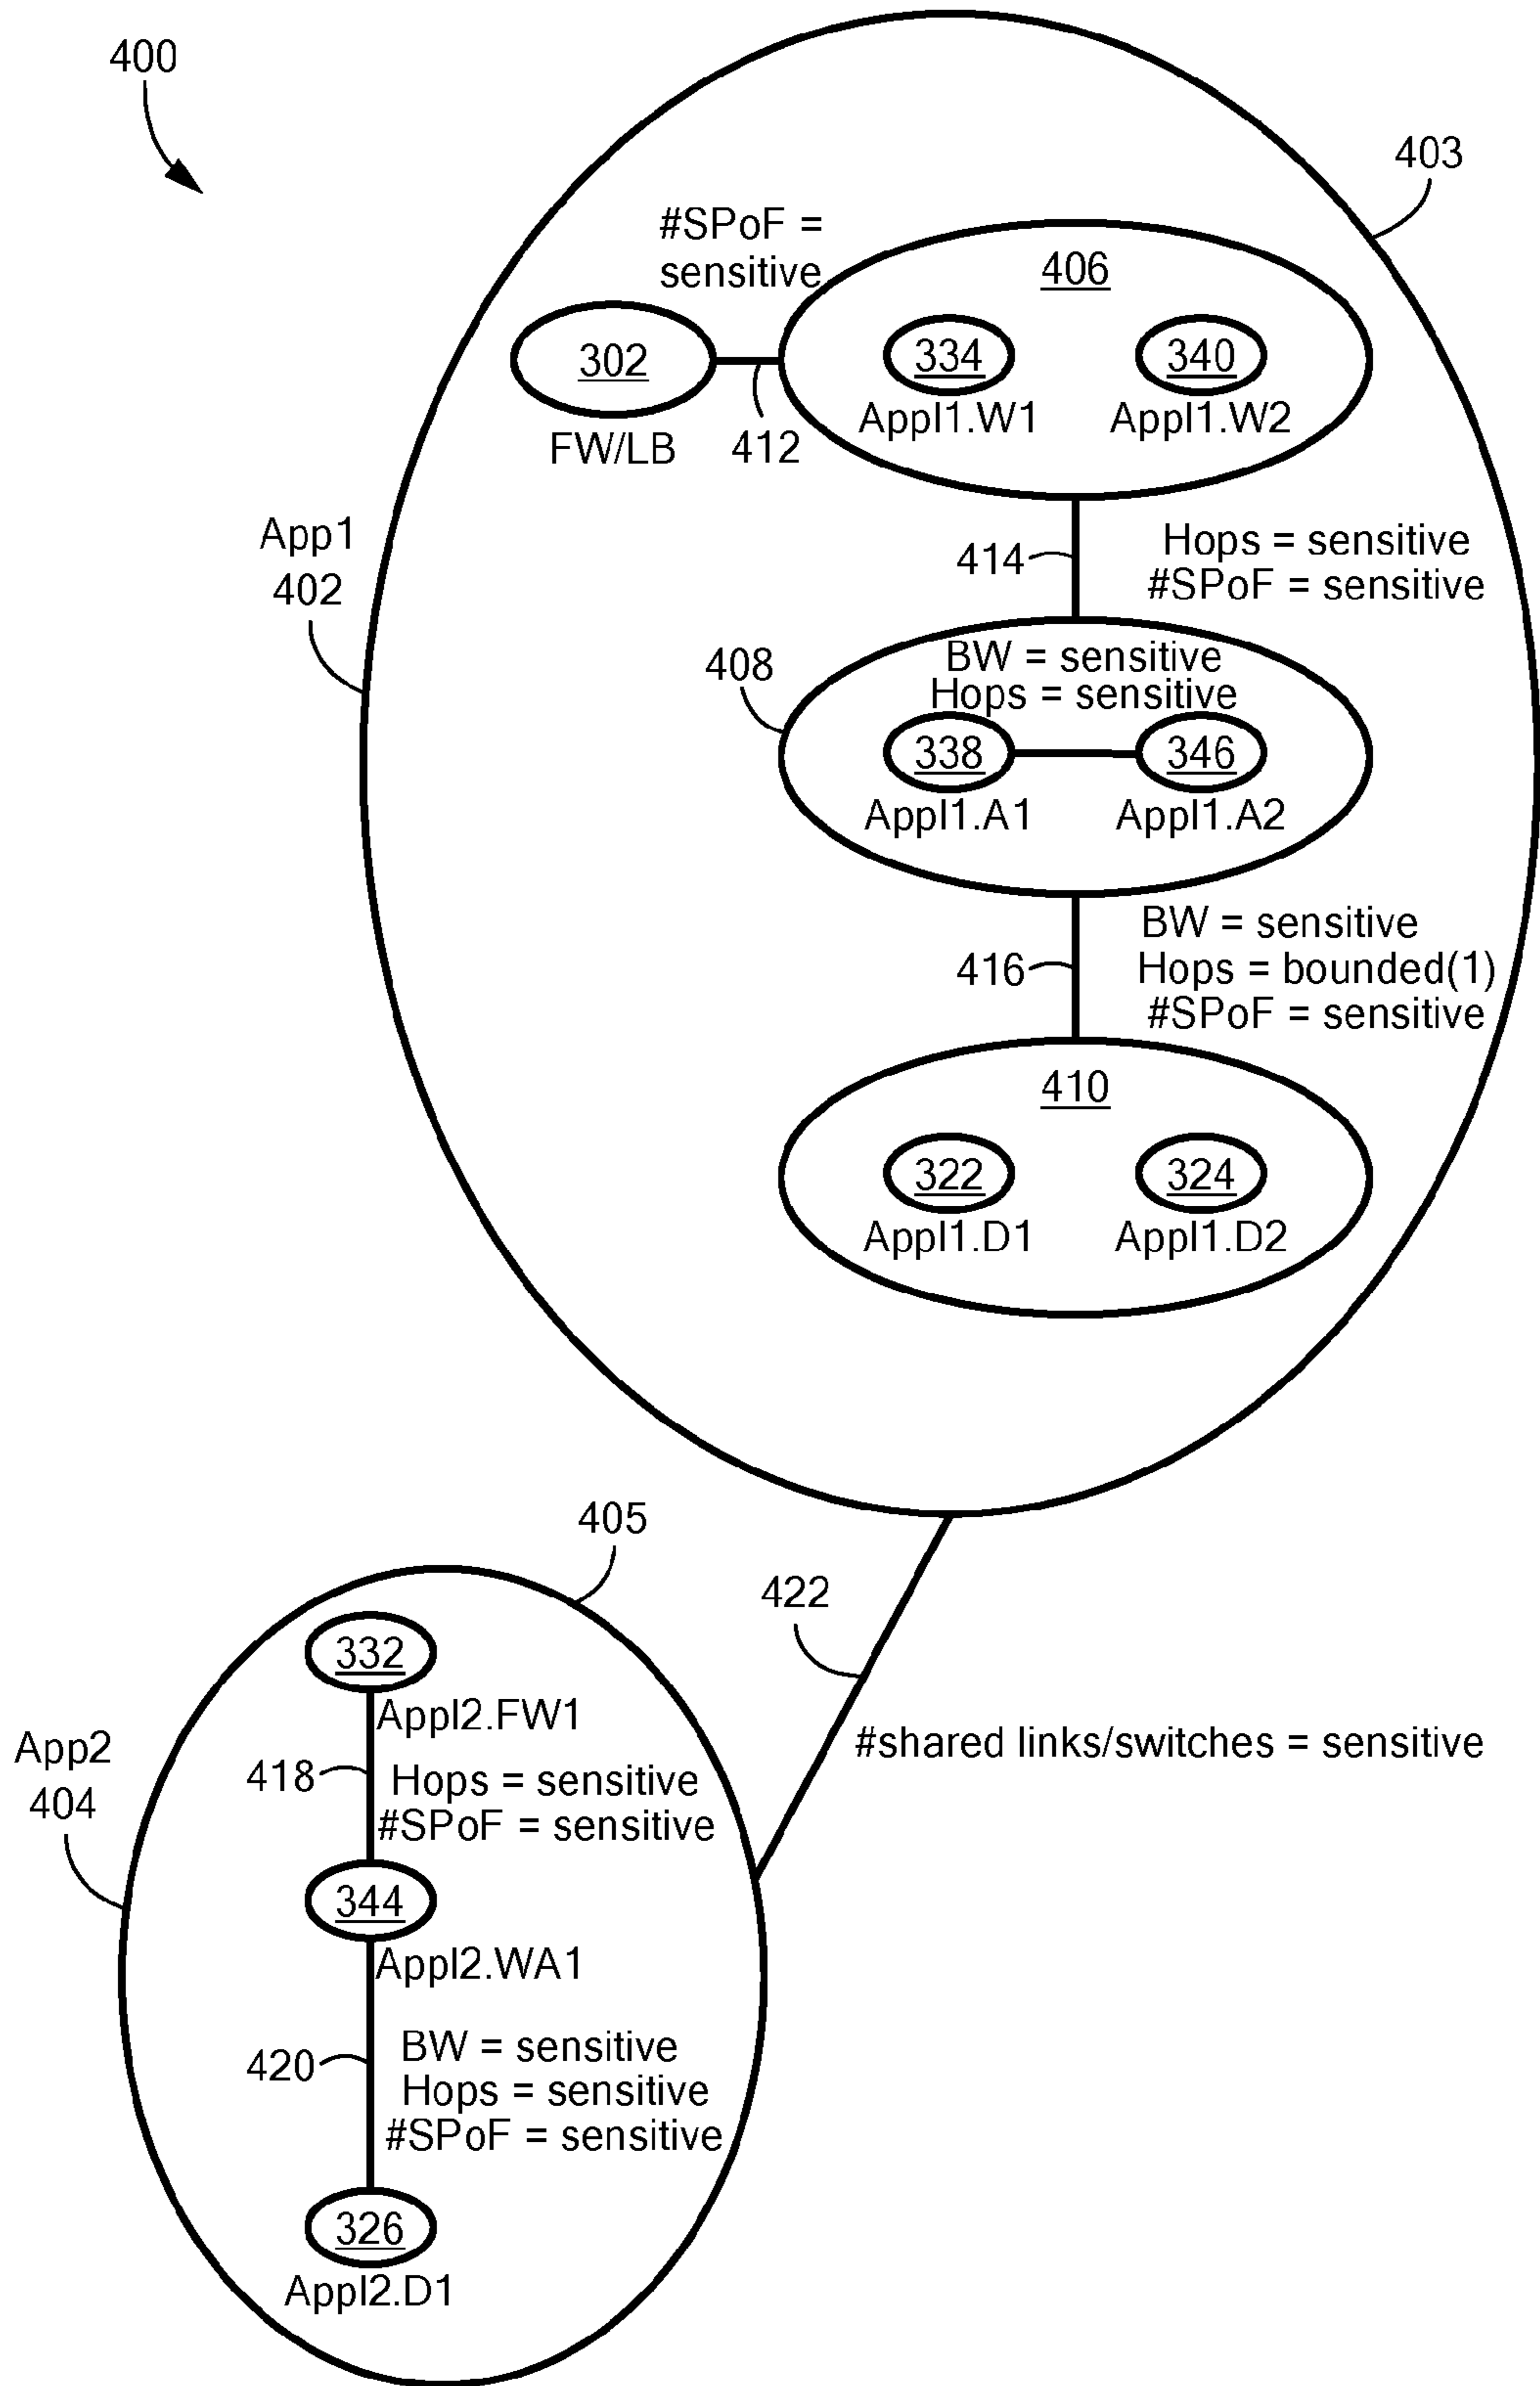 400
403
#SPoF =
sensitive
406
302
334
340
FW/LB
412
Appl1.W1
Appl1.W2
App1
402
414
Hops = sensitive
#SPoF = sensitive
408
BW = sensitive
Hops = sensitive
338
346
Appl1.A1
Appl1.A2
416
BW = sensitive
Hops = bounded(1)
#SPoF = sensitive
410
322
324
Appl1.D1
Appl1.D2
405
422
332
Appl2.FW1
#shared links/switches = sensitive
App2
404
418
Hops = sensitive
#SPoF = sensitive
344
Appl2.WA1
420
BW = sensitive
Hops = sensitive
#SPoF = sensitive
326
Appl2.D1